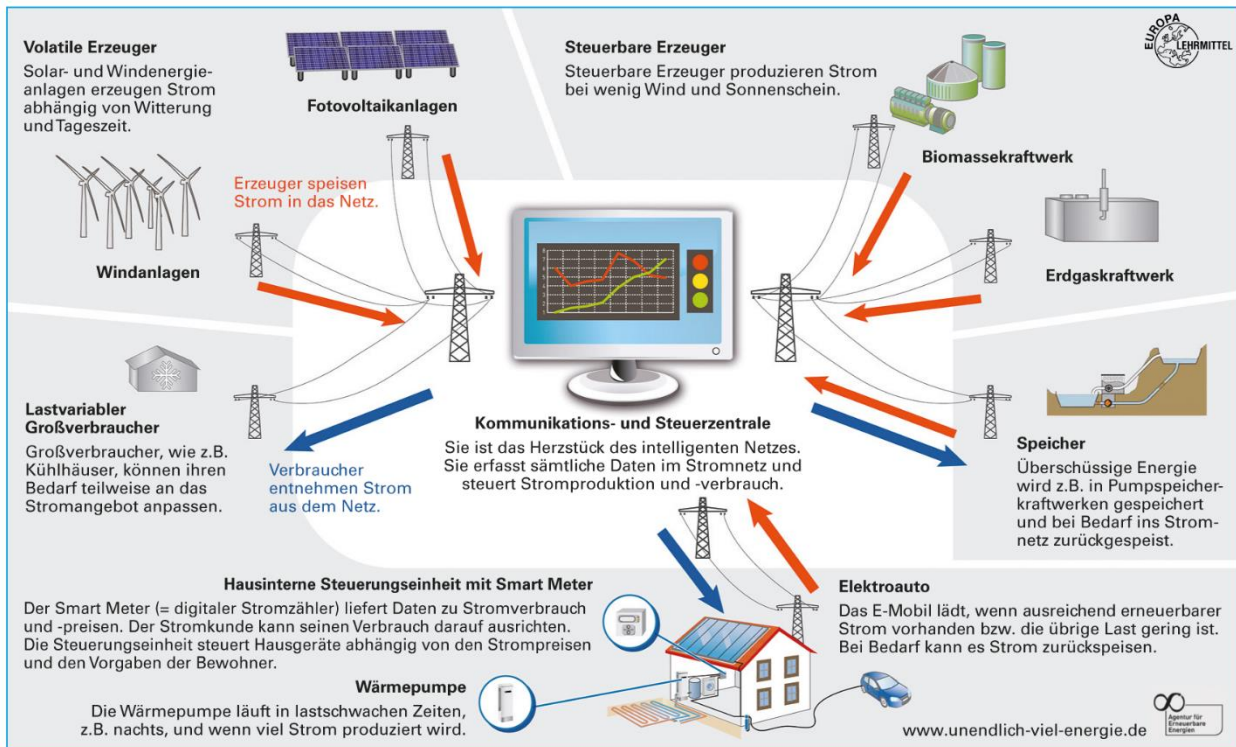 Volatile Erzeuger
Solar- und Windenergie-
anlagen erzeugen Strom
abhängig von Witterung
und Tageszeit.
Fotovoltaikanlagen
Windanlagen
Erzeuger speisen
Strom in das Netz.
Steuerbare Erzeuger
Steuerbare Erzeuger produzieren Strom
bei wenig Wind und Sonnenschein.
EUROPA
LEHRMITTEL
Biomassekraftwerk
Erdgaskraftwerk
8
7
6
5
4
3
2
1
Lastvariabler
Großverbraucher
Großverbraucher, wie z.B.
Kühlhäuser, können ihren
Bedarf teilweise an das
Stromangebot anpassen.
Verbraucher
entnehmen Strom
aus dem Netz.
Kommunikations- und Steuerzentrale
Sie ist das Herzstück des intelligenten Netzes.
Sie erfasst sämtliche Daten im Stromnetz und
steuert Stromproduktion und -verbrauch.
Speicher
Überschüssige Energie
wird z.B. in Pumpspeicher-
kraftwerken gespeichert
und bei Bedarf ins Strom-
netz zurückgespeist.
Hausinterne Steuerungseinheit mit Smart Meter
Der Smart Meter (= digitaler Stromzähler) liefert Daten zu Stromverbrauch
und -preisen. Der Stromkunde kann seinen Verbrauch darauf ausrichten.
Die Steuerungseinheit steuert Hausgeräte abhängig von den Strompreisen
und den Vorgaben der Bewohner.
Wärmepumpe
Die Wärmepumpe läuft in lastschwachen Zeiten,
z.B. nachts, und wenn viel Strom produziert wird.
Elektroauto
Das E-Mobil lädt, wenn ausreichend erneuerbarer
Strom vorhanden bzw. die übrige Last gering ist.
Bei Bedarf kann es Strom zurückspeisen.
www.unendlich-viel-energie.de
Agentur für
Erneuerbare
Energien